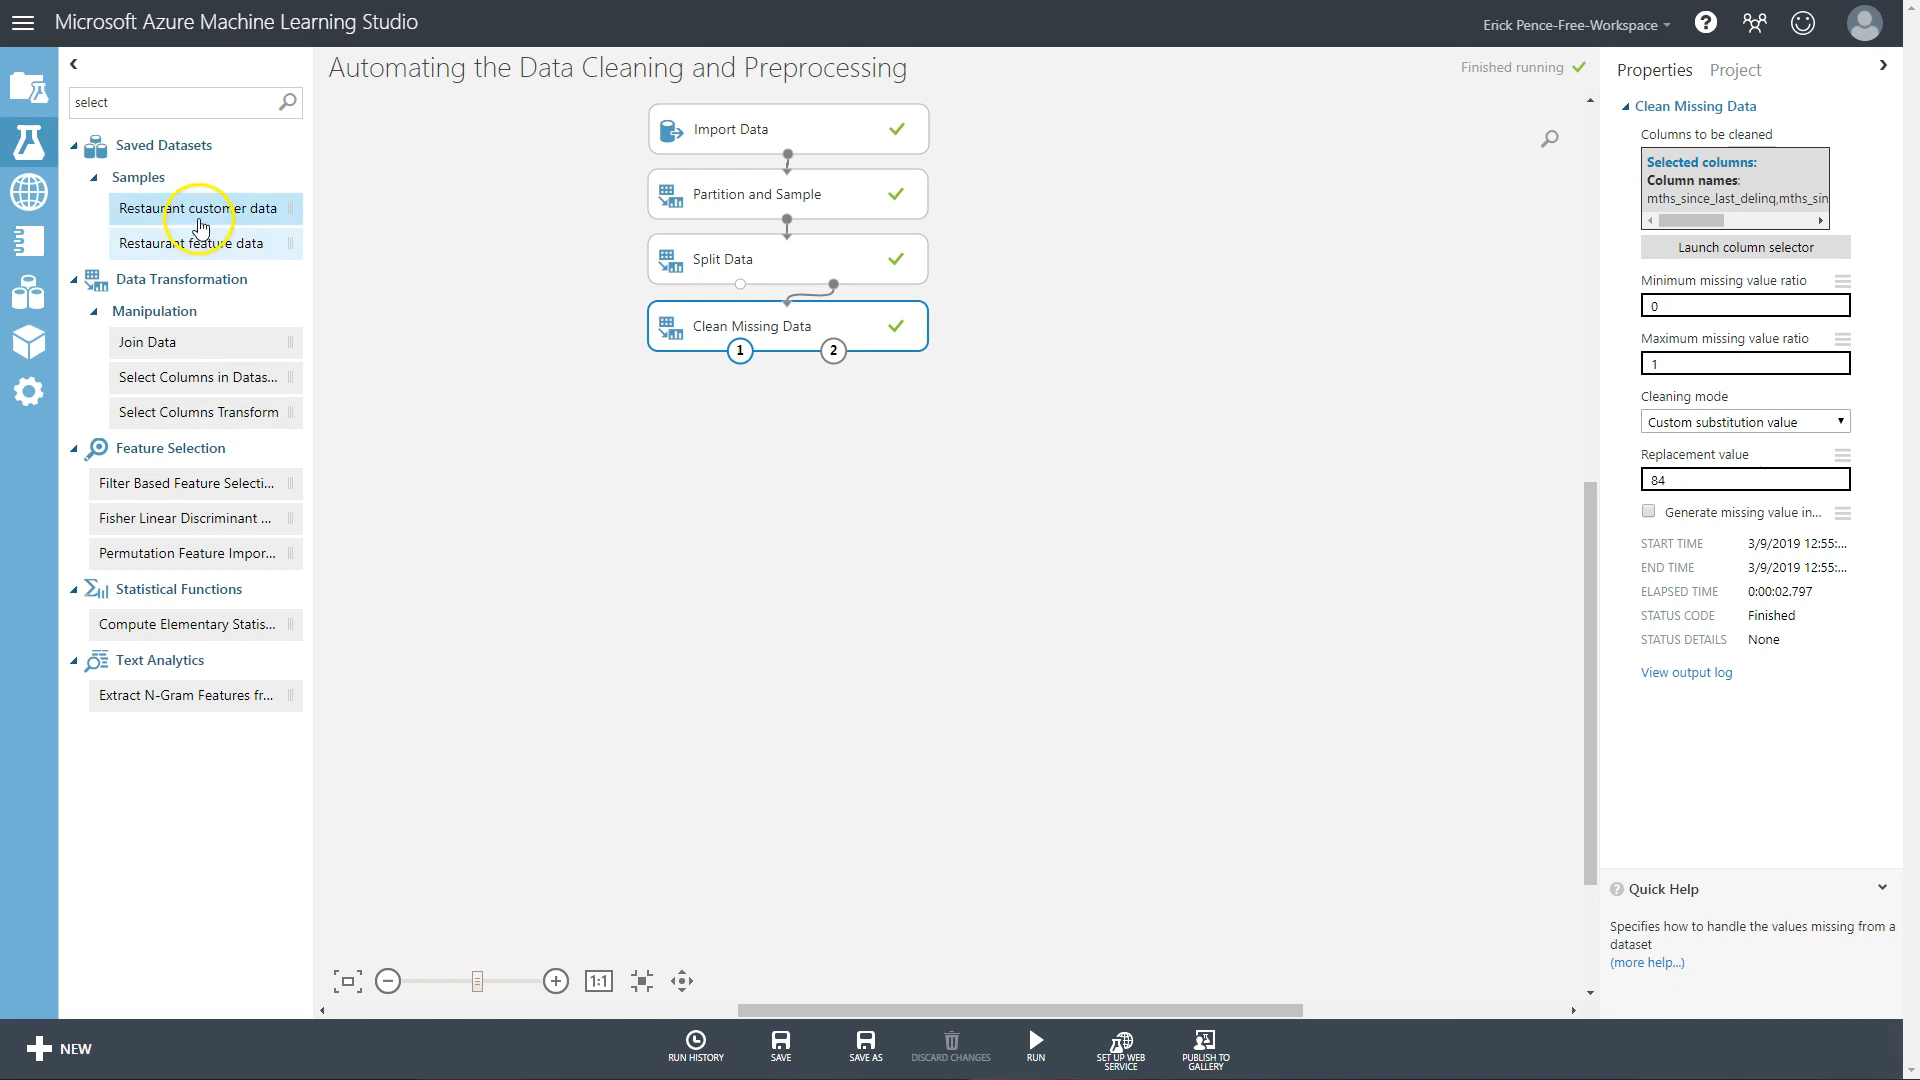 Microsoft Azure Machine Learning Studio
Erick Pence-Free-Workspace
select
Saved Datasets
Samples
Restaurant customer data
Restaurant feature data
Data Transformation
Manipulation
Join Data
Select Columns in Datas...
Select Columns Transform
Feature Selection
Filter Based Feature Selecti...
Fisher Linear Discriminant ...
Permutation Feature Impor...
Statistical Functions
Compute Elementary Statis...
Text Analytics
Extract N-Gram Features fr...
Automating the Data Cleaning and Preprocessing
Finished running
Import Data
Partition and Sample
Split Data
Clean Missing Data
1 2
1:1
Properties Project
Clean Missing Data
Columns to be cleaned
Selected columns:
Column names:
mths_since_last_delinq,mths_sin
Launch column selector
Minimum missing value ratio
0
Maximum missing value ratio
1
Cleaning mode
Custom substitution value
Replacement value
84
Generate missing value in...
START TIME 3/9/2019 12:55:...
END TIME 3/9/2019 12:55:...
ELAPSED TIME 0:00:02.797
STATUS CODE Finished
STATUS DETAILS None
View output log
Quick Help
Specifies how to handle the values missing from a
dataset
(more help...)
NEW
RUN HISTORY
SAVE
SAVE AS
DISCARD CHANGES
RUN
SET UP WEB
SERVICE
PUBLISH TO
GALLERY